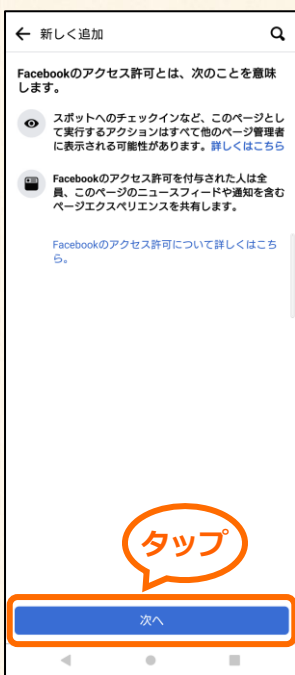 新しく追加
Facebookのアクセス許可とは、次のことを意味
します。
スポットへのチェックインなど、このページとし
て実行するアクションはすべて他のページ管理者
に表示される可能性があります。詳しくはこちら
Facebookのアクセス許可を付与された人は全
員、このページのニュースフィードや通知を含む
ページエクスペリエンスを共有します。
Facebookのアクセス許可について詳しくはこち
ら。
タップ
次へ